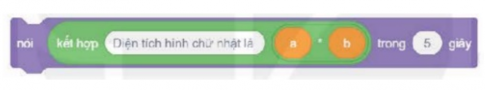 nói kết hợp Diện tích hình chữ nhật là a * b trong 5 giây